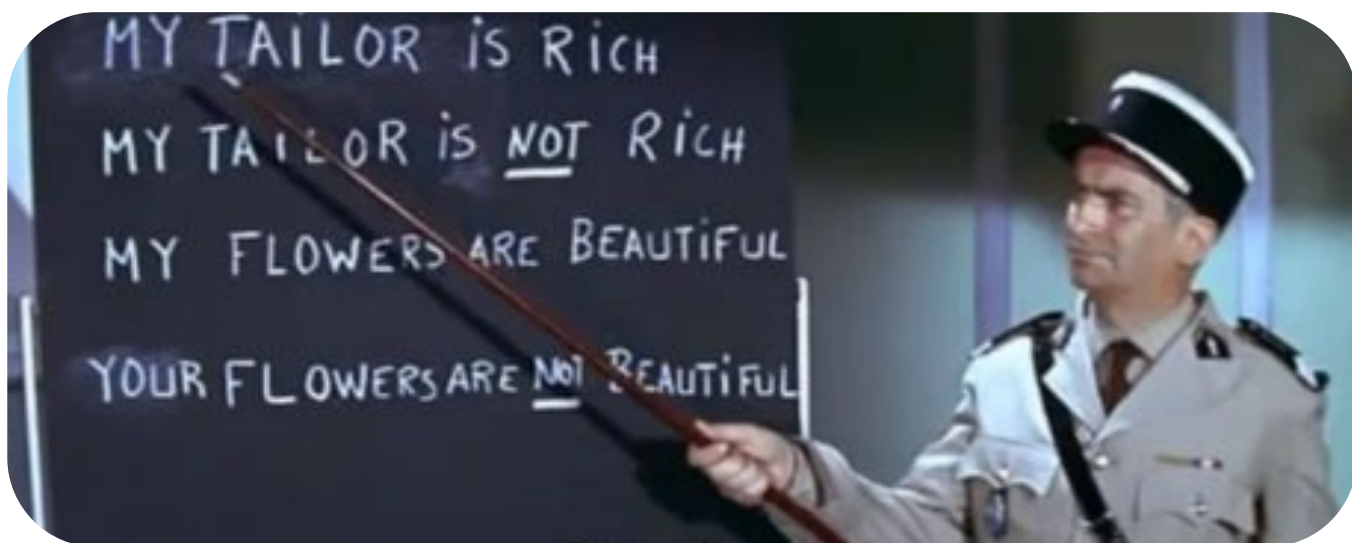 MY TAiLOR iS RiCH
MY TAiLOR iS NOT RiCH
MY FLOWERS ARE BEAUTiFUL
YOUR FLOWERS ARE NOT BEAUTiFUL